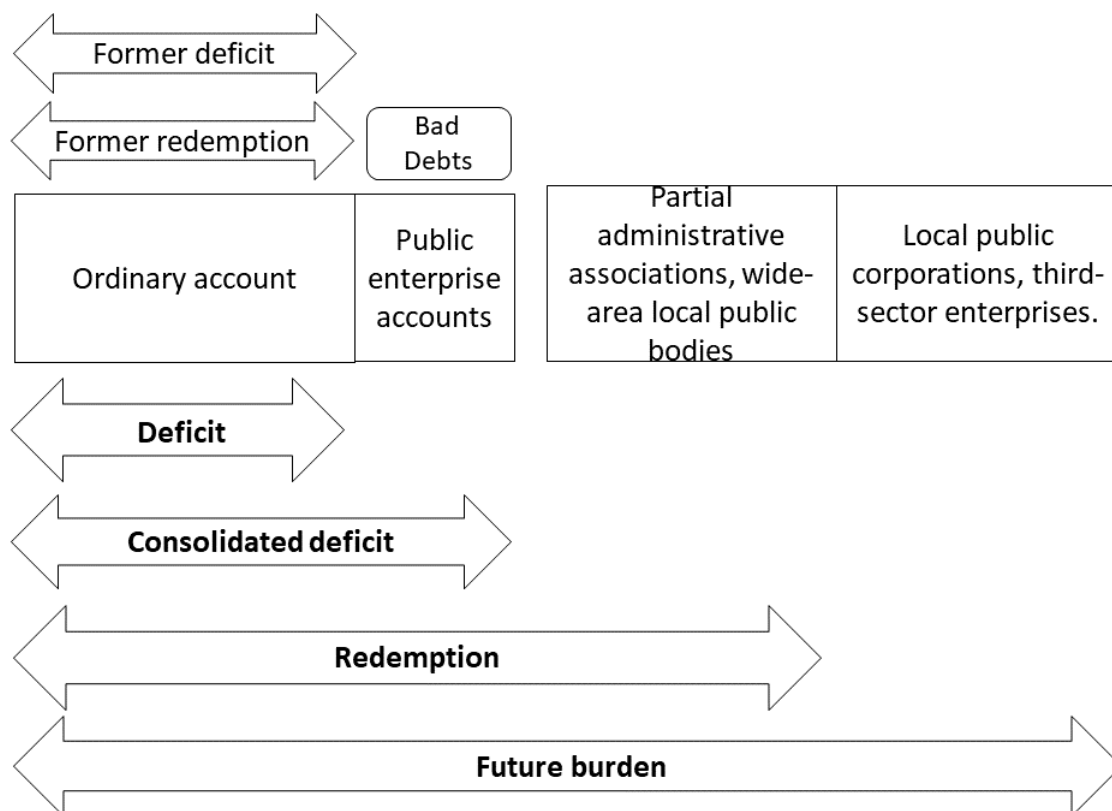 Former deficit
Former redemption
Bad
Debts
Ordinary account
Public
enterprise
accounts
Partial
administrative
associations, wide-
area local public
bodies
Local public
corporations, third-
sector enterprises.
Deficit
Consolidated deficit
Redemption
Future burden